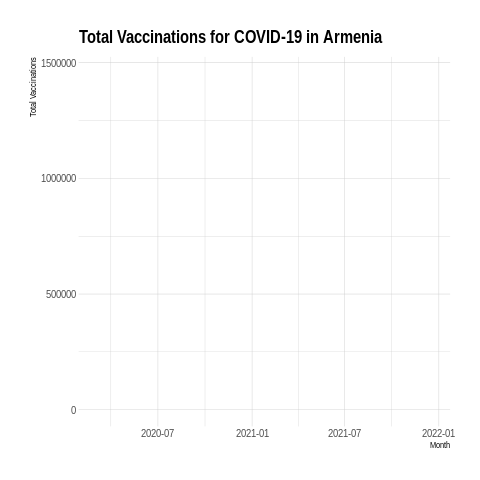 Total Vaccinations for COVID-19 in Armenia
Total Vaccinations
1500000
1000000
500000
0
2020-07 2021-01 2021-07 2022-01
Month